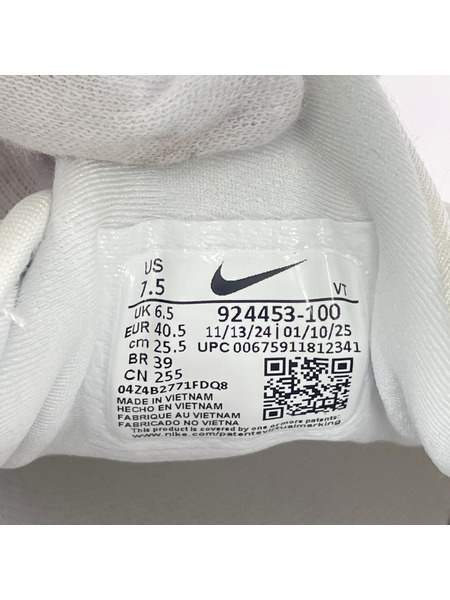 US
7.5
VT
UK 6.5
924453-100
EUR 40.5
11/13/24 | 01/10/25
cm 25.5
UPC 00675911812341
BR 39
CN 255
04Z4B2771FDQ8
MADE IN VIETNAM
HECHO EN VIETNAM
FABRIQUE AU VIETNAM
FABRICADO NO VIETNAM
This product is covered by one or more patents:
www.nike.com/patentsvirtualmarking